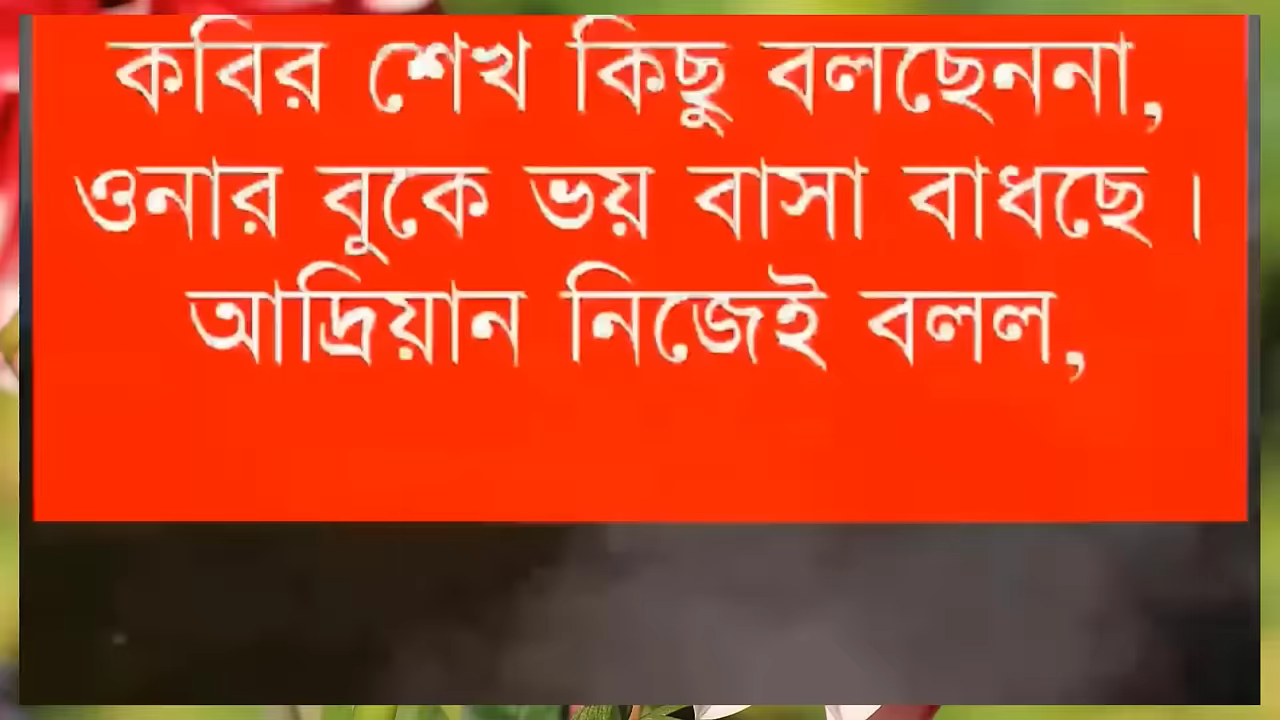 কবির শেখ কিছু বলছেননা,
ওনার বুকে ভয় বাসা বাধছে।
আদ্রিয়ান নিজেই বলল,